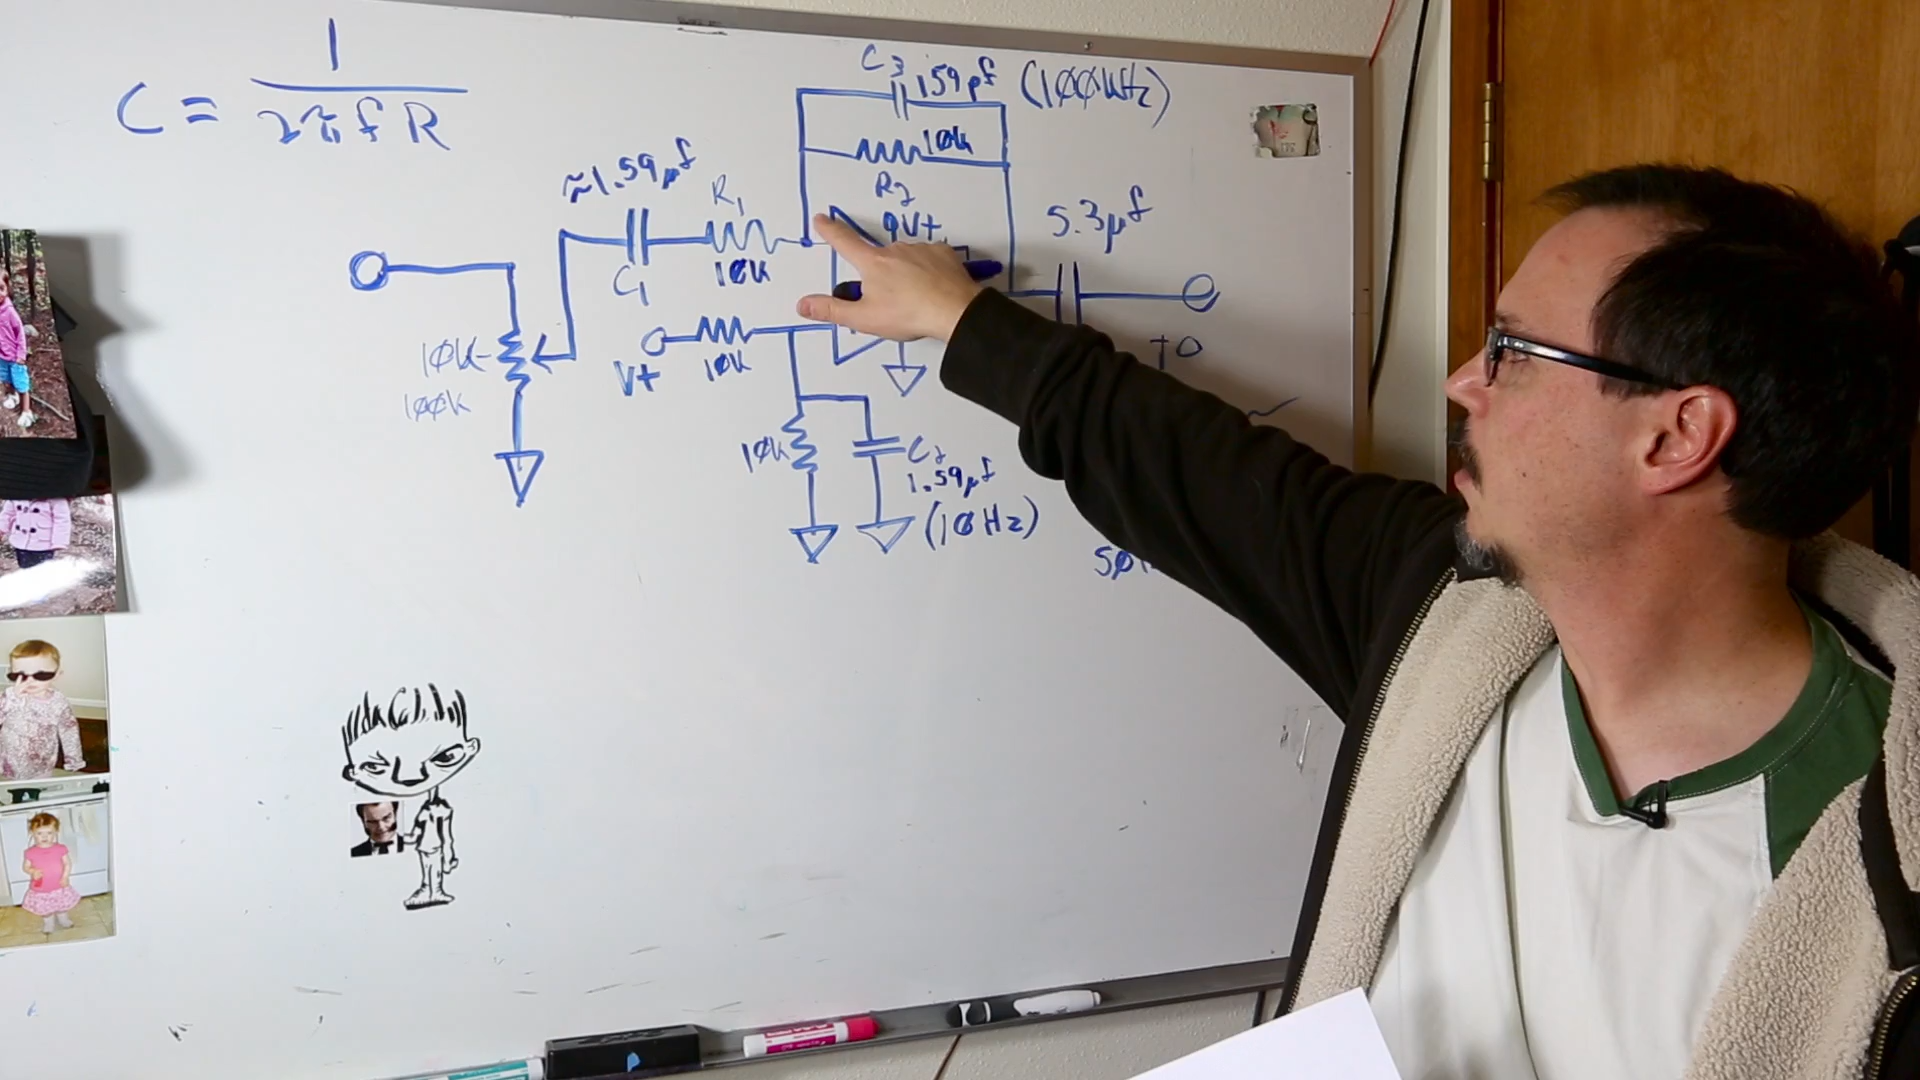 C = 1
2π f R
C3 159pf (100kHz)
10k
R2
≈1.59µf
R1
9V+
5.3µf
C1
10K
10K-
100K
V+
10K
10k
C2
1.59µf
(10Hz)